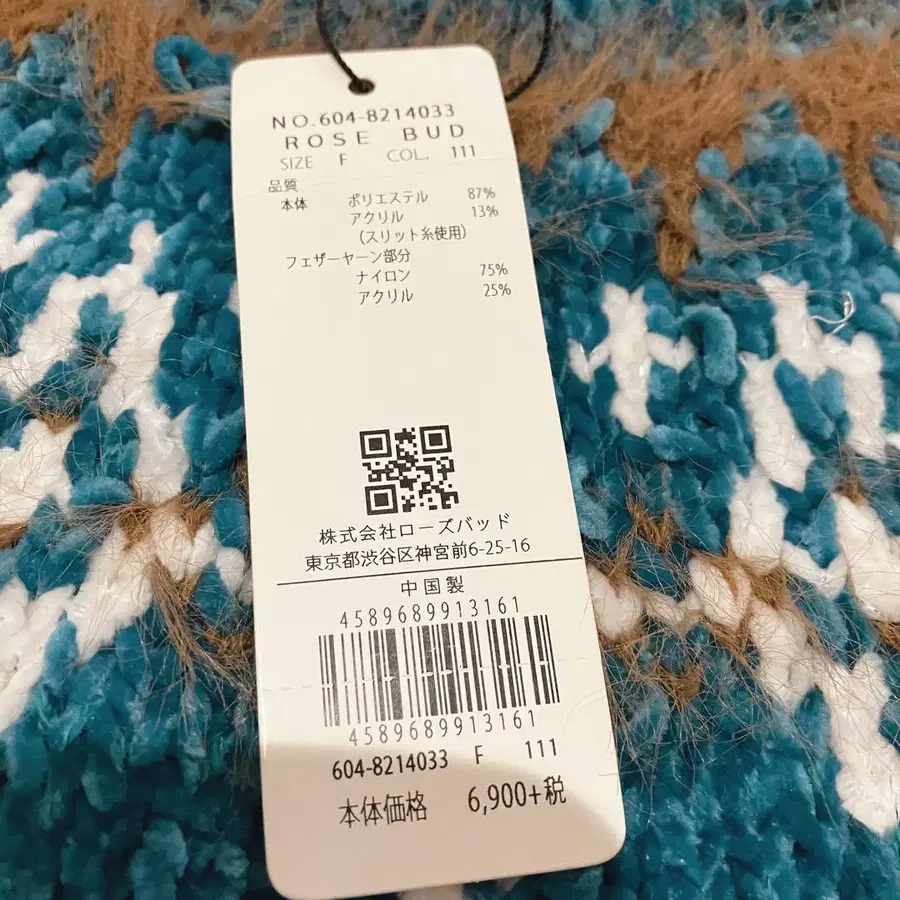 NO.604-8214033
ROSE BUD
SIZE F COL. 111
品質
本体 ポリエステル 87%
アクリル 13%
(スリット糸使用)
フェザーヤーン部分
ナイロン 75%
アクリル 25%
株式会社ローズバッド
東京都渋谷区神宮前6-25-16
中国製
4589689913161
4589689913161
604-8214033 F 111
本体価格 6,900+税